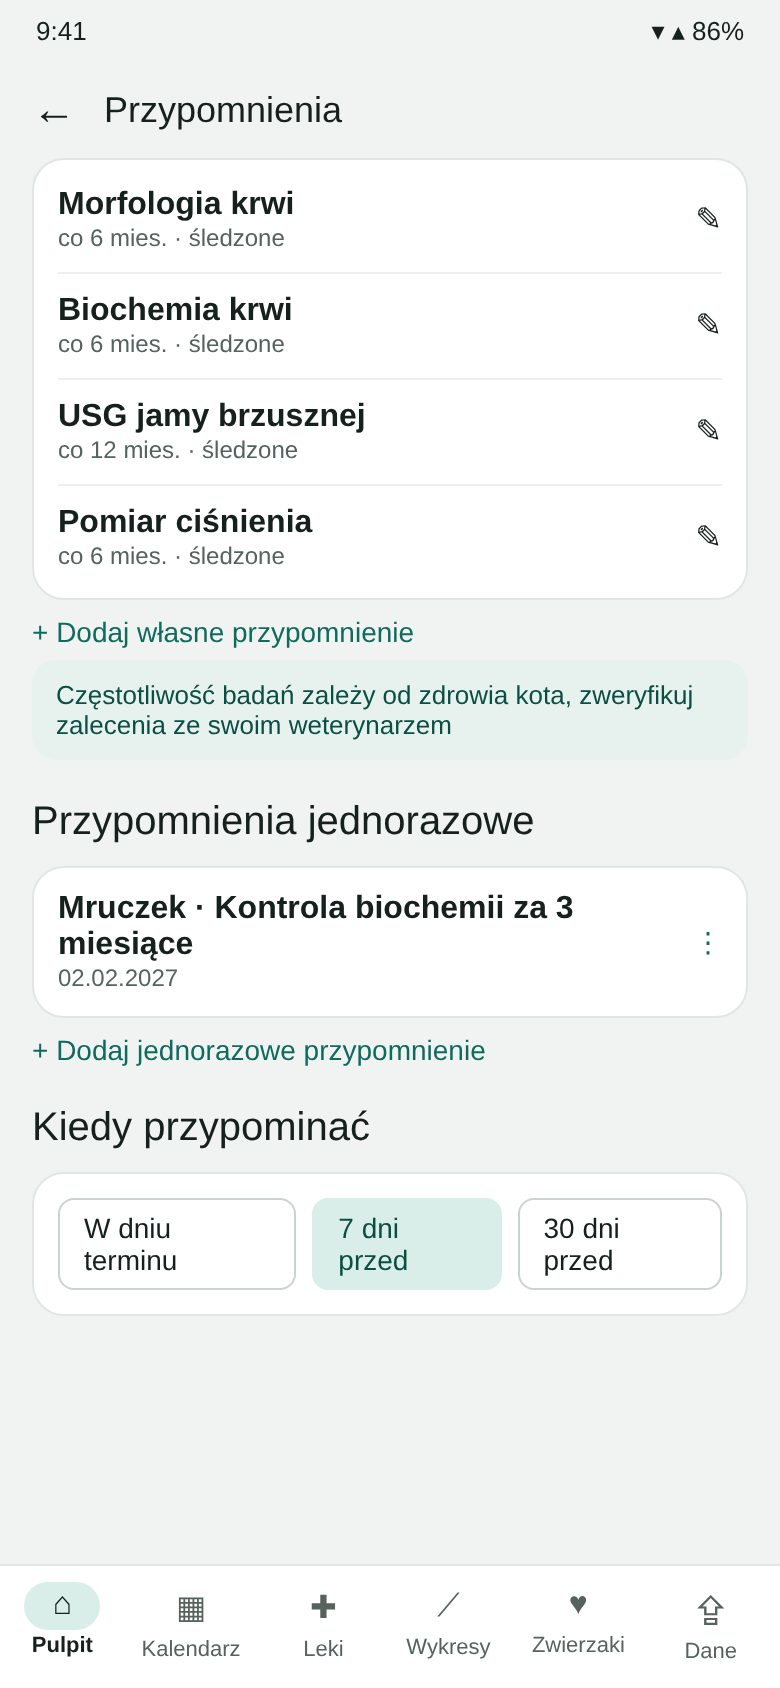 9:41
86%
Przypomnienia
Morfologia krwi
co 6 mies. · śledzone
Biochemia krwi
co 6 mies. · śledzone
USG jamy brzusznej
co 12 mies. · śledzone
Pomiar ciśnienia
co 6 mies. · śledzone
+ Dodaj własne przypomnienie
Częstotliwość badań zależy od zdrowia kota, zweryfikuj
zalecenia ze swoim weterynarzem
Przypomnienia jednorazowe
Mruczek · Kontrola biochemii za 3
miesiące
02.02.2027
+ Dodaj jednorazowe przypomnienie
Kiedy przypominać
W dniu
terminu
7 dni
przed
30 dni
przed
Pulpit
Kalendarz
Leki
Wykresy
Zwierzaki
Dane